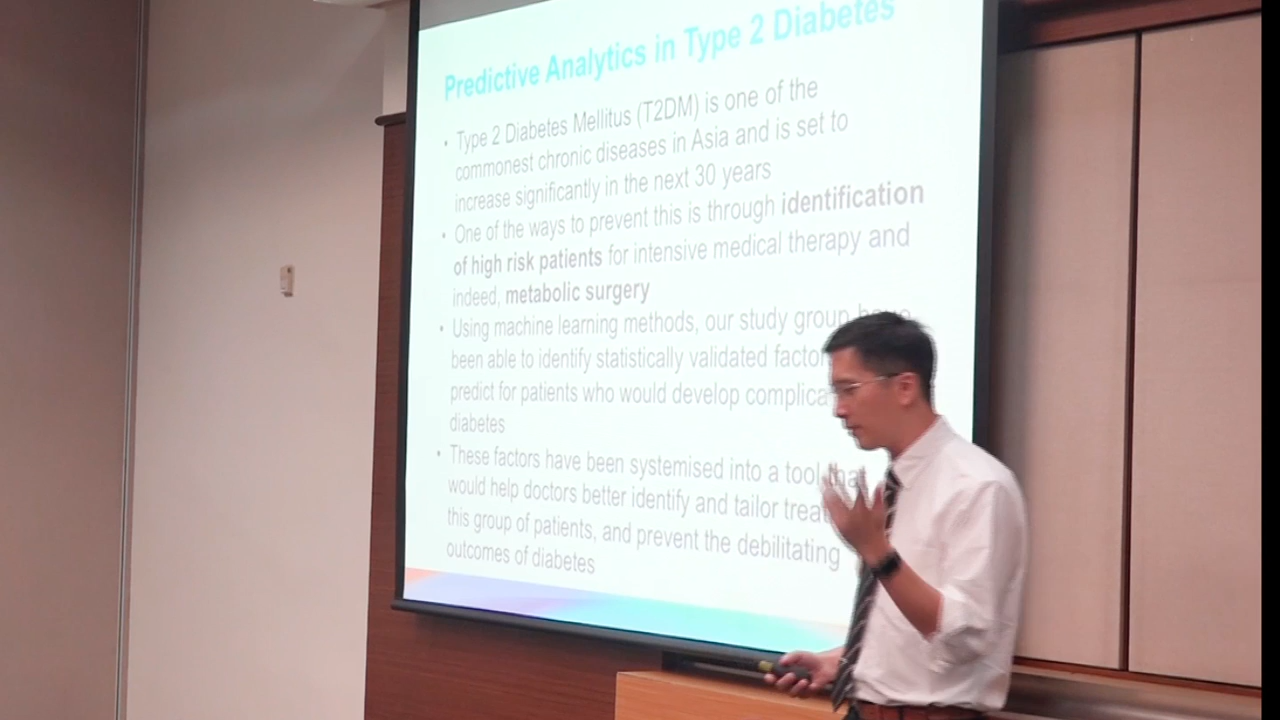 Predictive Analytics in Type 2 Diabetes
• Type 2 Diabetes Mellitus (T2DM) is one of the
commonest chronic diseases in Asia and is set to
increase significantly in the next 30 years
• One of the ways to prevent this is through identification
of high risk patients for intensive medical therapy and
indeed, metabolic surgery
• Using machine learning methods, our study group have
been able to identify statistically validated
predict for patients who would develop
diabetes
• These factors have been systemised into a tool that
would help doctors better identify and tailor
this group of patients, and prevent the debilitating
outcomes of diabetes